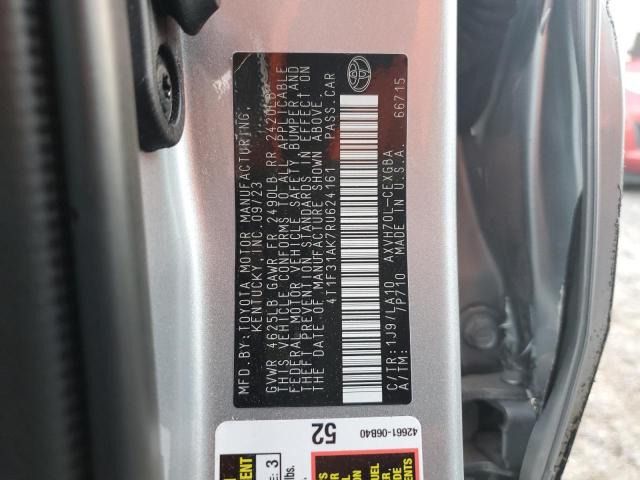 MFD.BY:TOYOTA MOTOR MANUFACTURING,
KENTUCKY, INC. 09/23
GVWR 4625LB GAWR FR 2490LB RR 2420LB
THIS VEHICLE CONFORMS TO ALL APPLICABLE
FEDERAL MOTOR VEHICLE SAFETY, BUMPER AND
THEFT PREVENTION STANDARDS IN EFFECT ON
THE DATE OF MANUFACTURE SHOWN ABOVE.
4T1F31AK7RU624161 PASS.CAR
C/TR:1J9/LA10 AXVH70L-CEXGBA
A/TM: 7P710 MADE IN U.S.A. 66715
42661-06B40
52
3
lbs.